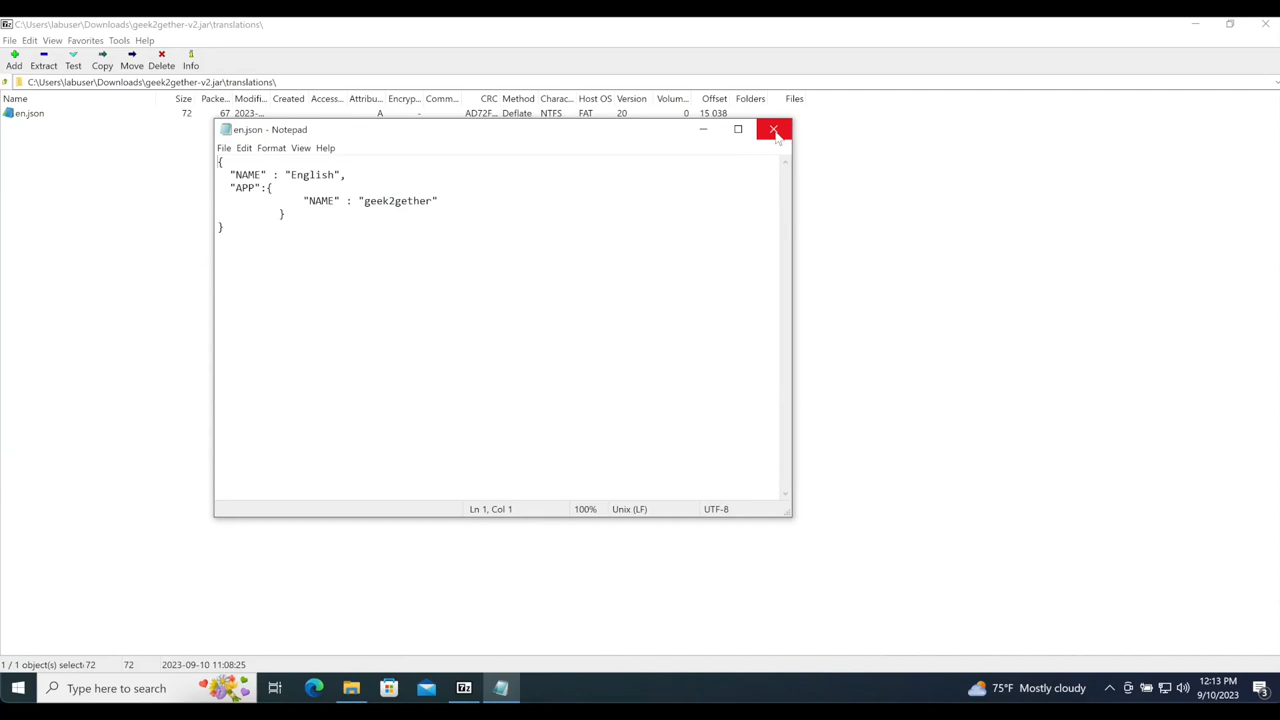 C:\Users\labuser\Downloads\geek2gether-v2.jar\translations\
File Edit View Favorites Tools Help
Add Extract Test Copy Move Delete Info
C:\Users\labuser\Downloads\geek2gether-v2.jar\translations\
Name Size Packe... Modifi... Created Access... Attribu... Encryp... Comm... CRC Method Charac... Host OS Version Volum... Offset Folders Files
en.json 72 67 2023-... A - AD72F... Deflate NTFS FAT 20 0 15 038
en.json - Notepad
File Edit Format View Help
{
"NAME" : "English",
"APP":{
"NAME" : "geek2gether"
}
}
Ln 1, Col 1 100% Unix (LF) UTF-8
1 / 1 object(s) select 72 72 2023-09-10 11:08:25
Type here to search 75°F Mostly cloudy 12:13 PM
9/10/2023 3